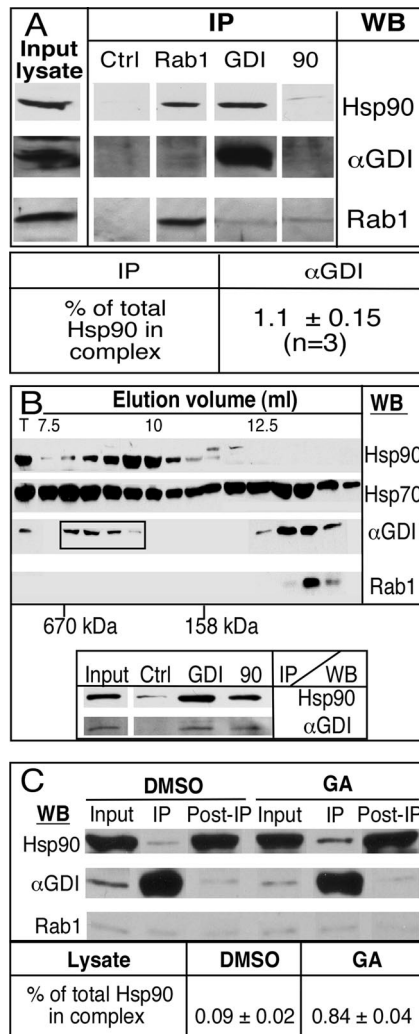 A
IP
WB
Input lysate
Ctrl Rab1 GDI 90
Hsp90
αGDI
Rab1
IP
αGDI
% of total
Hsp90 in
complex
1.1 ± 0.15
(n=3)
B
Elution volume (ml)
WB
T 7.5 10 12.5
Hsp90
Hsp70
αGDI
Rab1
670 kDa 158 kDa
Input Ctrl GDI 90 IP/WB
Hsp90
αGDI
C
DMSO GA
WB Input IP Post-IP Input IP Post-IP
Hsp90
αGDI
Rab1
Lysate DMSO GA
% of total Hsp90
in complex
0.09 ± 0.02 0.84 ± 0.04